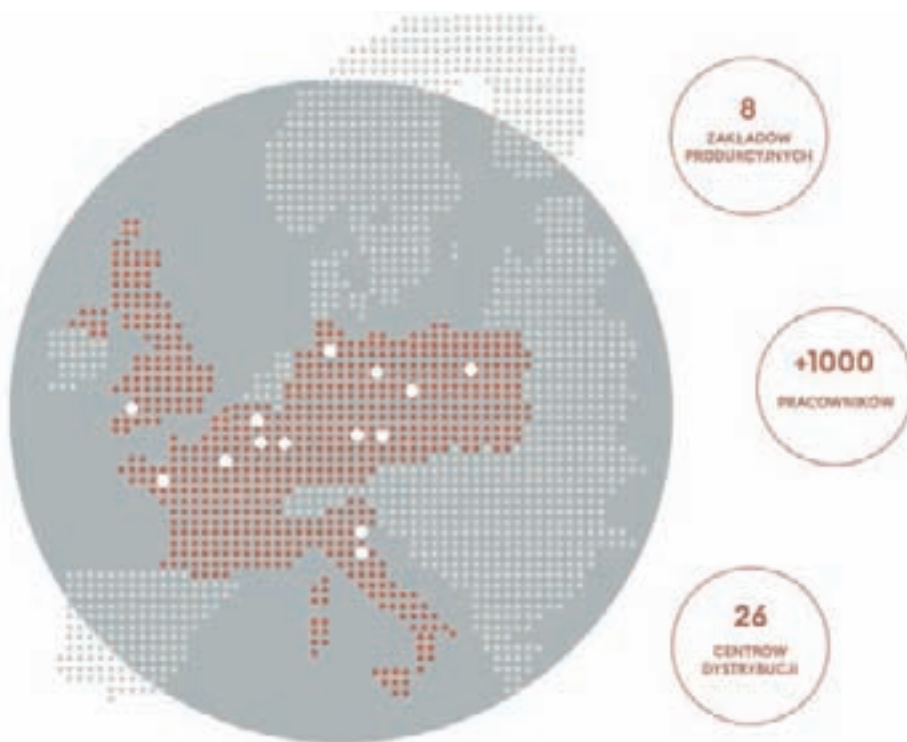 8
ZAKŁADÓW
PRODUKCYJNYCH
+1000
PRACOWNIKÓW
26
CENTRÓW
DYSTRYBUCJI